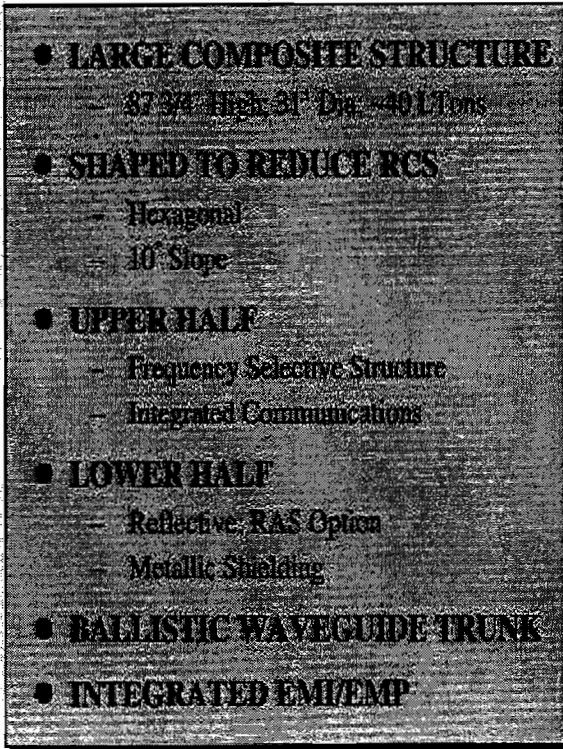 ● LARGE COMPOSITE STRUCTURE
– 87 3/4' High; 31' Dia. ~40 LTons
● SHAPED TO REDUCE RCS
– Hexagonal
– 10° Slope
● UPPER HALF
– Frequency Selective Structure
– Integrated Communications
● LOWER HALF
– Reflective, RAS Option
– Metallic Shielding
● BALLISTIC WAVEGUIDE TRUNK
● INTEGRATED EMI/EMP